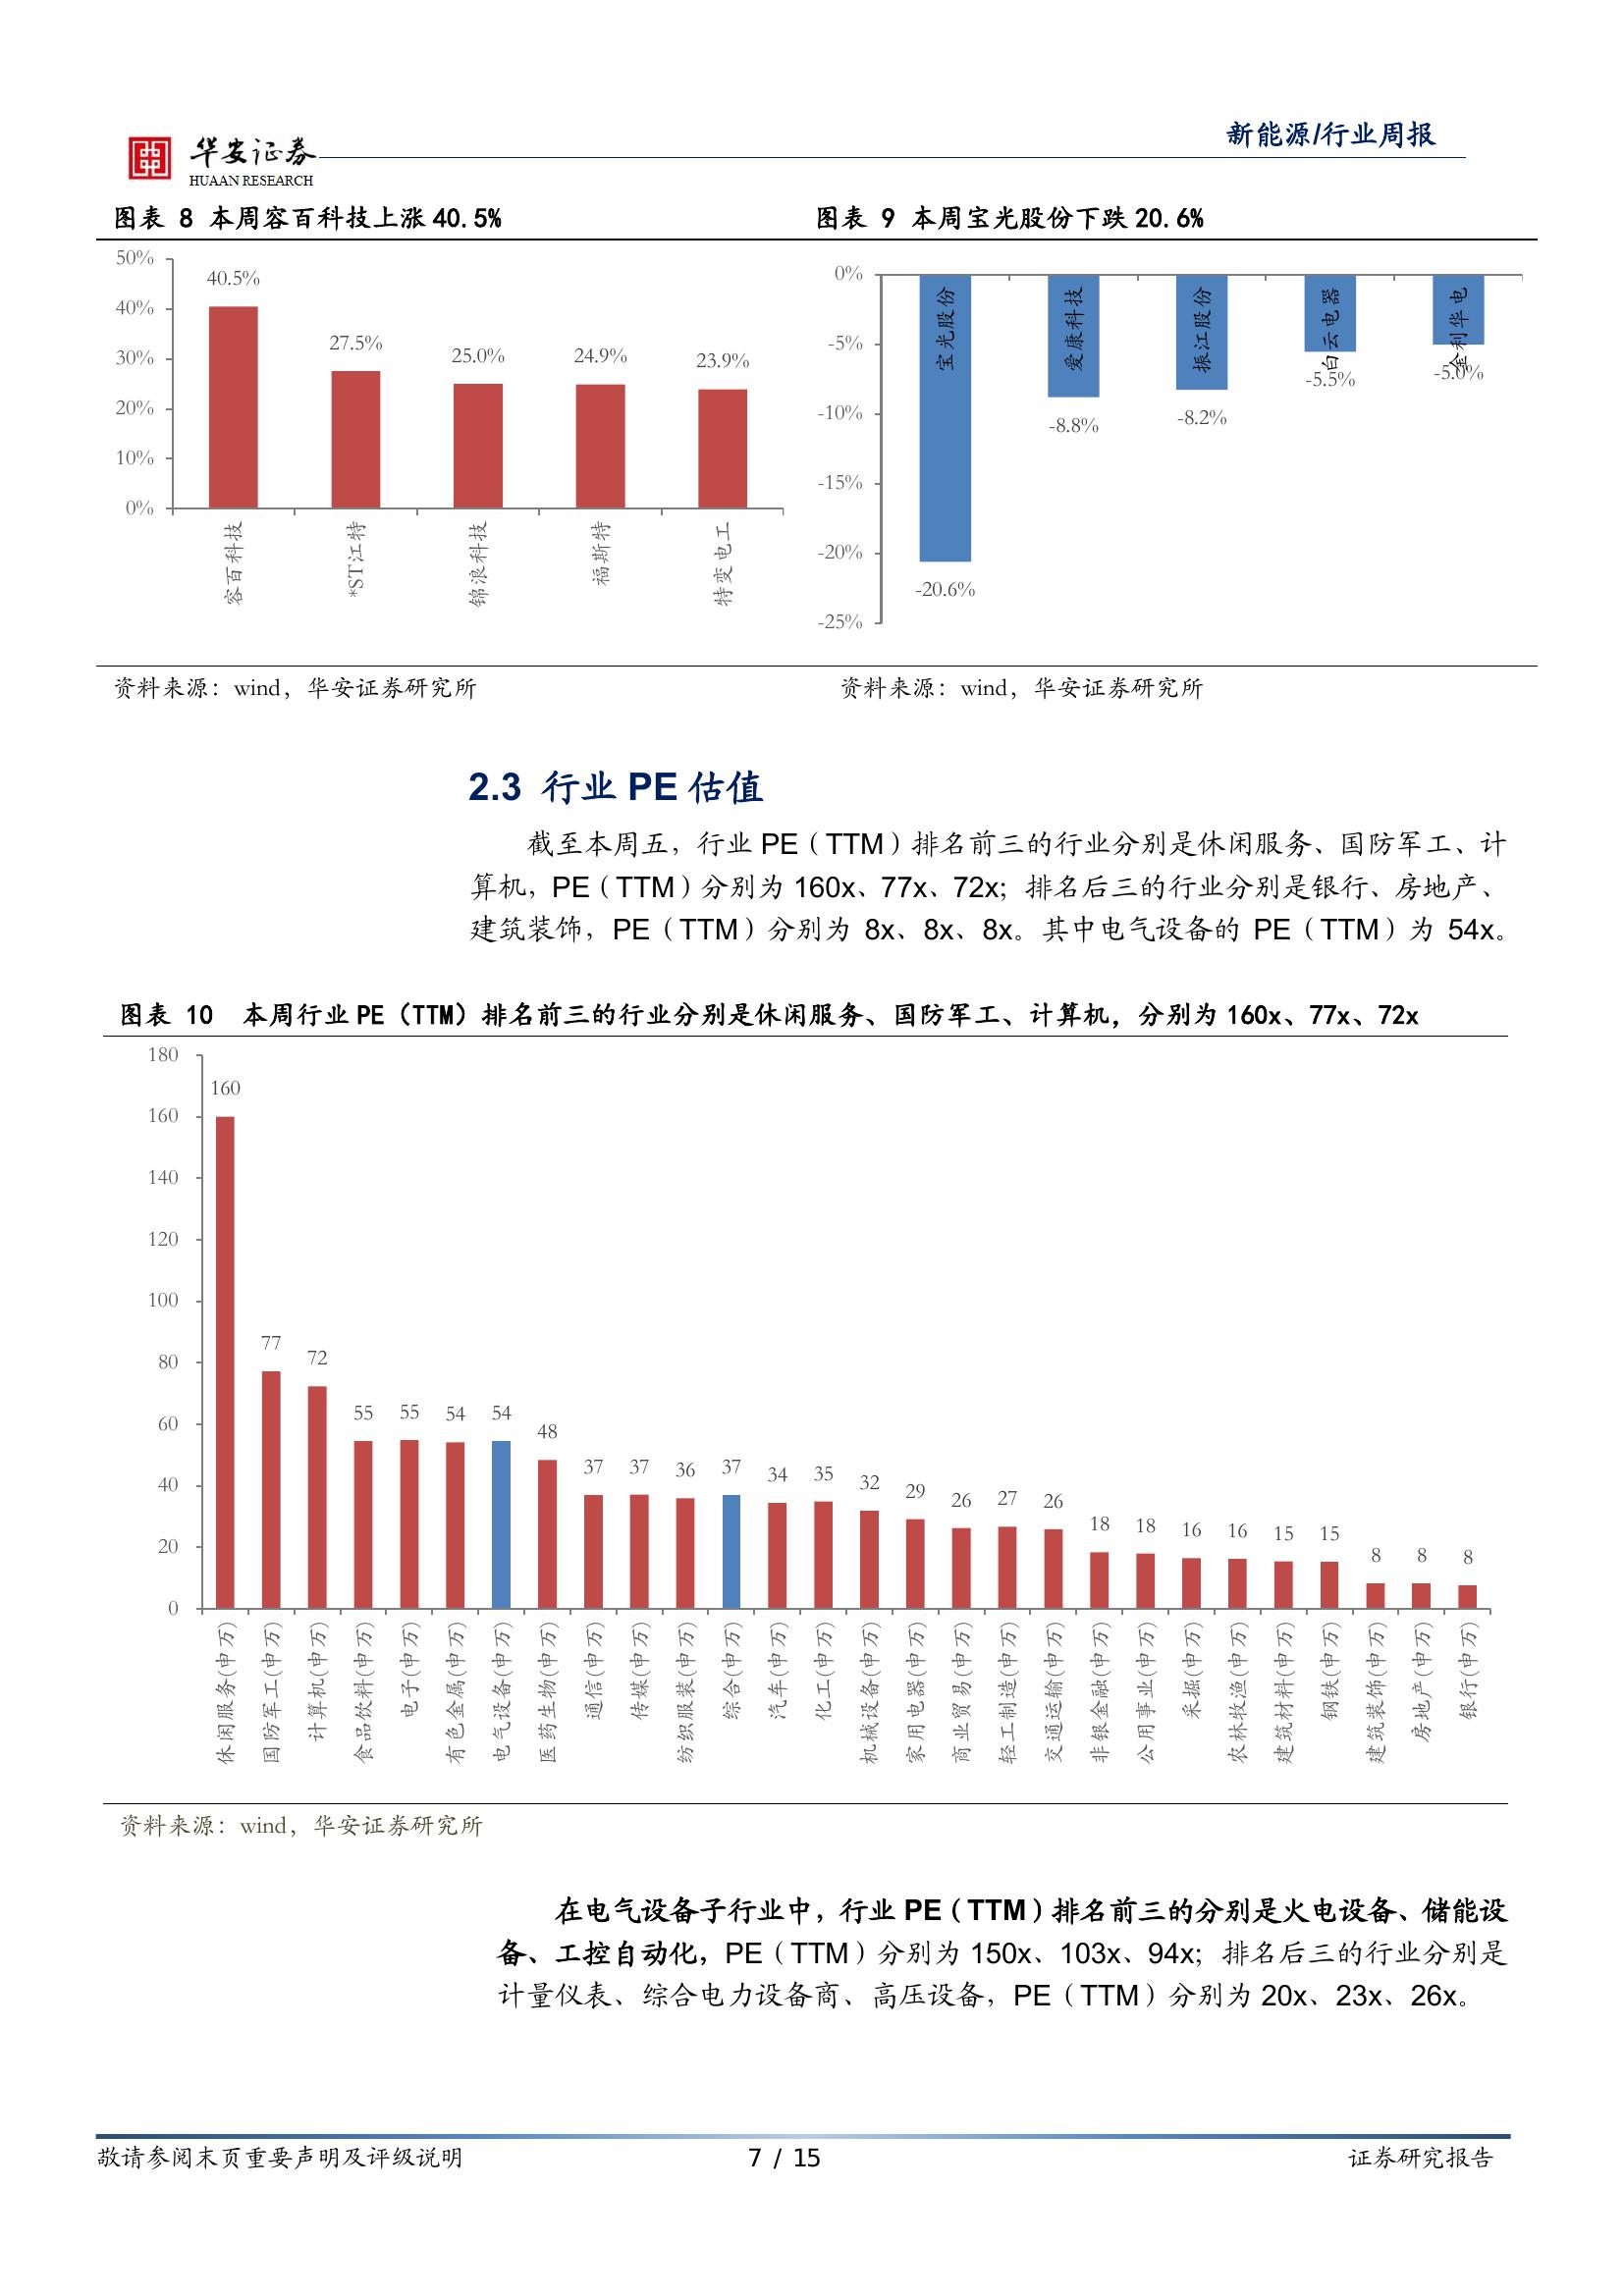 华安证券
HUAAN RESEARCH
新能源/行业周报
图表 8 本周容百科技上涨 40.5%
50%
40%
30%
20%
10%
0%
40.5%
27.5%
25.0%
24.9%
23.9%
容百科技
*ST江特
锦浪科技
福斯特
特变电工
图表 9 本周宝光股份下跌 20.6%
0%
-5%
-10%
-15%
-20%
-25%
宝光股份
爱康科技
振江股份
白云电器
金利华电
-20.6%
-8.8%
-8.2%
-5.5%
-5.0%
资料来源：wind，华安证券研究所
资料来源：wind，华安证券研究所
2.3 行业 PE 估值
截至本周五，行业 PE（TTM）排名前三的行业分别是休闲服务、国防军工、计
算机，PE（TTM）分别为 160x、77x、72x；排名后三的行业分别是银行、房地产、
建筑装饰，PE（TTM）分别为 8x、8x、8x。其中电气设备的 PE（TTM）为 54x。
图表 10 本周行业 PE（TTM）排名前三的行业分别是休闲服务、国防军工、计算机，分别为 160x、77x、72x
180
160
140
120
100
80
60
40
20
0
160
77
72
55
55
54
54
48
37
37
36
37
34
35
32
29
26
27
26
18
18
16
16
15
15
8
8
8
休闲服务(申万)
国防军工(申万)
计算机(申万)
食品饮料(申万)
电子(申万)
有色金属(申万)
电气设备(申万)
医药生物(申万)
通信(申万)
传媒(申万)
纺织服装(申万)
综合(申万)
汽车(申万)
化工(申万)
机械设备(申万)
家用电器(申万)
商业贸易(申万)
轻工制造(申万)
交通运输(申万)
非银金融(申万)
公用事业(申万)
采掘(申万)
农林牧渔(申万)
建筑材料(申万)
钢铁(申万)
建筑装饰(申万)
房地产(申万)
银行(申万)
资料来源：wind，华安证券研究所
在电气设备子行业中，行业 PE（TTM）排名前三的分别是火电设备、储能设
备、工控自动化，PE（TTM）分别为 150x、103x、94x；排名后三的行业分别是
计量仪表、综合电力设备商、高压设备，PE（TTM）分别为 20x、23x、26x。
敬请参阅末页重要声明及评级说明
7 / 15
证券研究报告